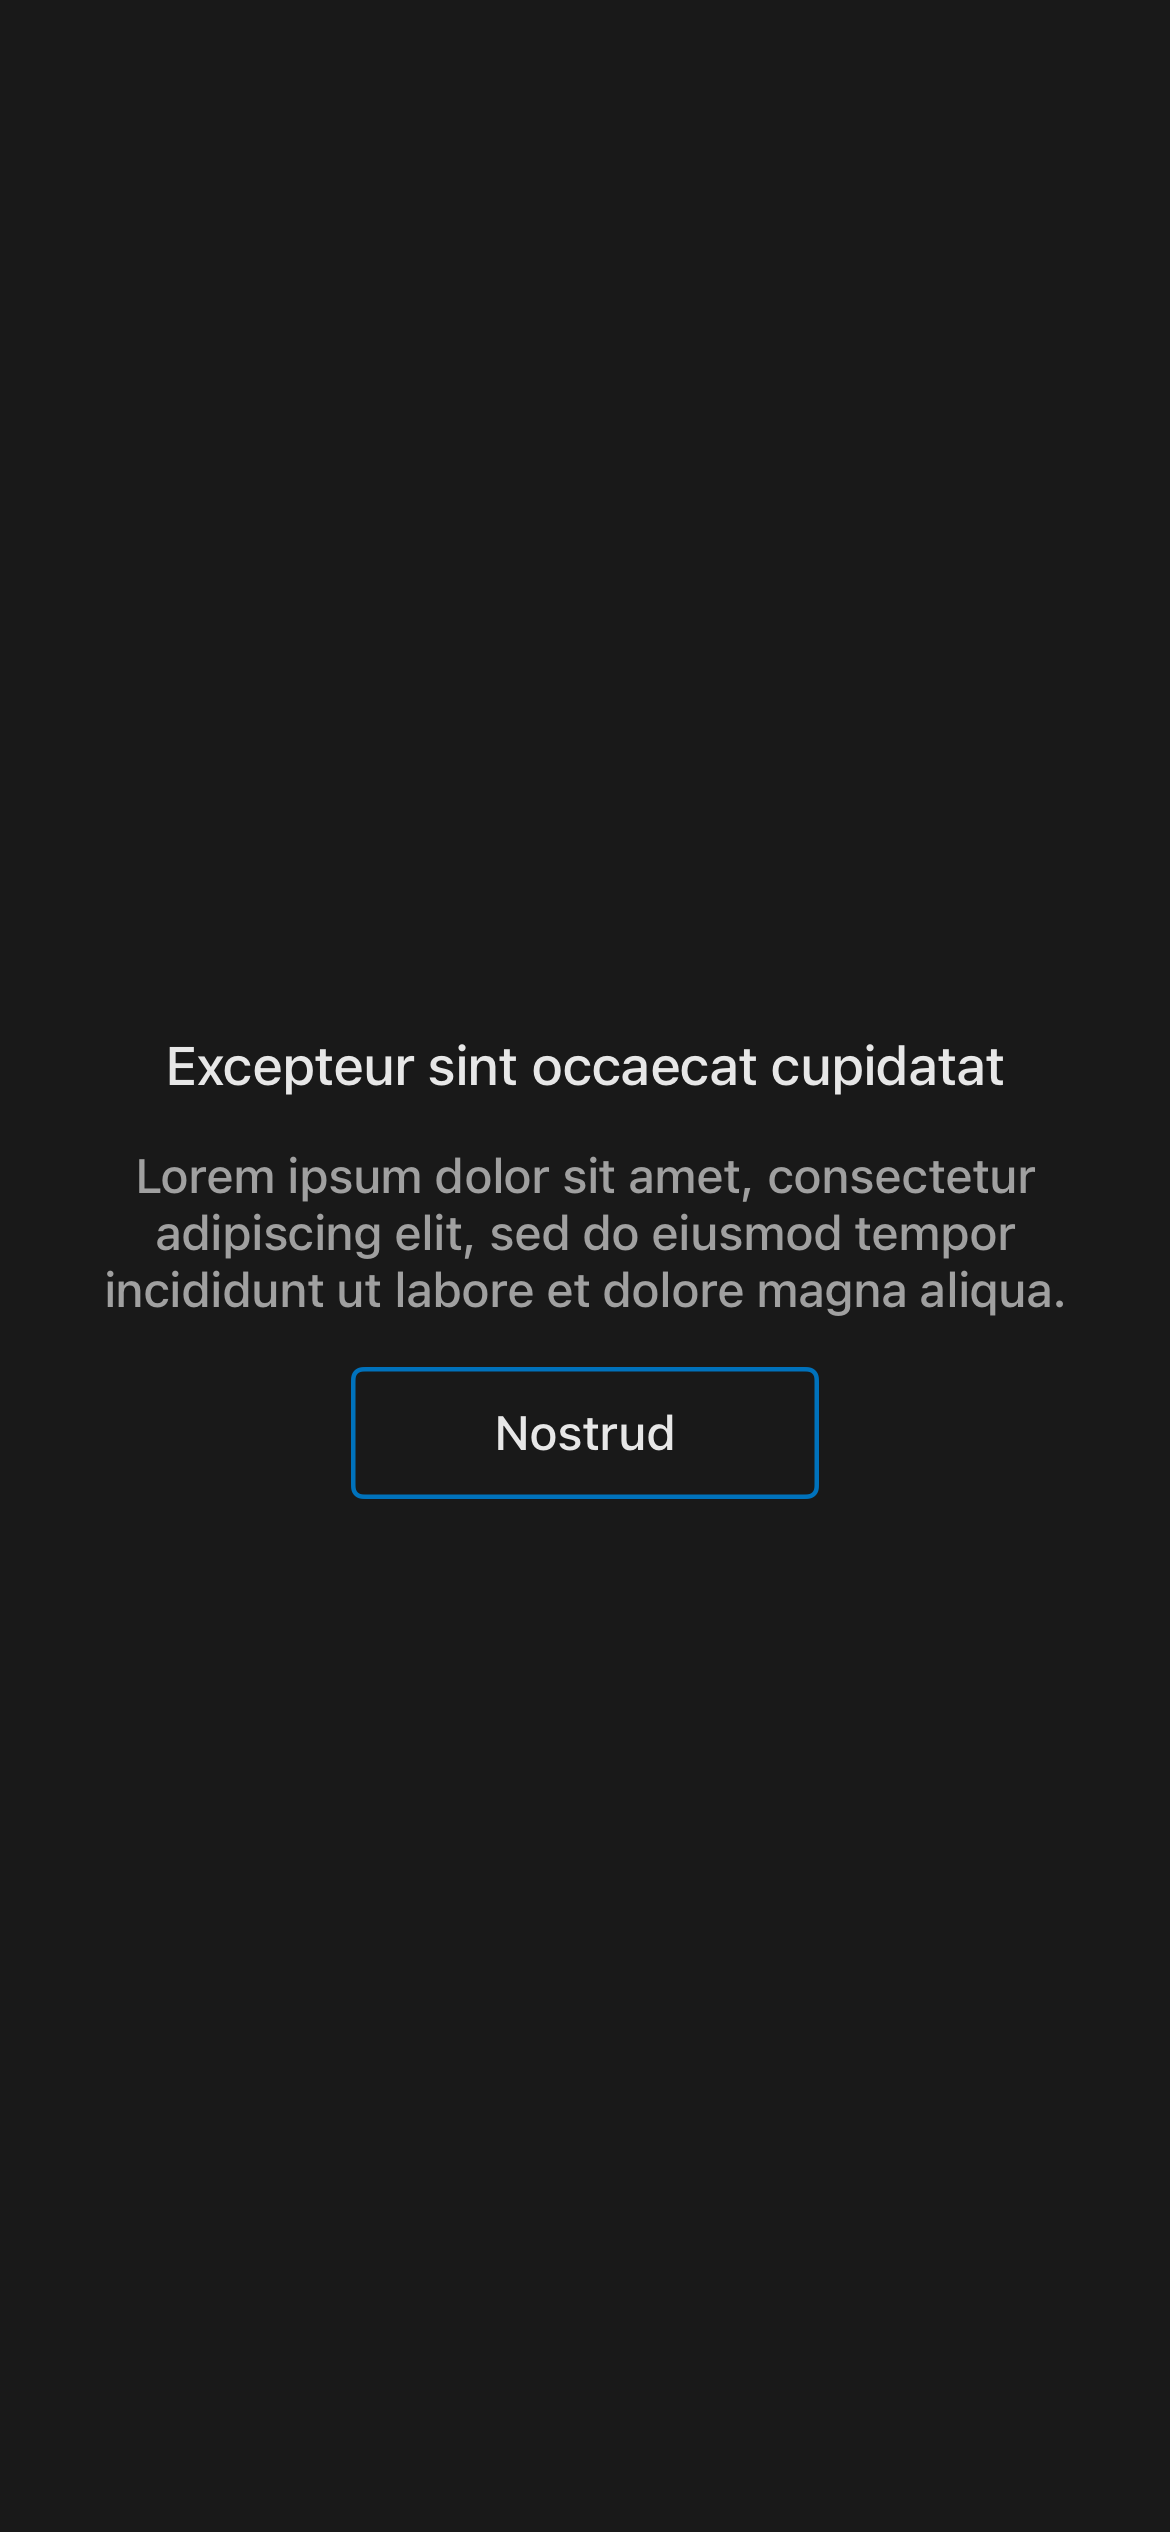 Excepteur sint occaecat cupidatat
Lorem ipsum dolor sit amet, consectetur
adipiscing elit, sed do eiusmod tempor
incididunt ut labore et dolore magna aliqua.
Nostrud